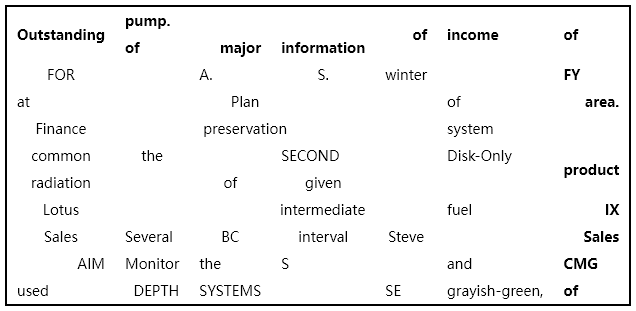 Outstanding pump. of major information of income of
FOR A. S. winter FY
at Plan of area.
Finance preservation system
common the SECOND Disk-Only product
radiation of given
Lotus intermediate fuel IX
Sales Several BC interval Steve Sales
AIM Monitor the S and CMG
used DEPTH SYSTEMS SE grayish-green, of